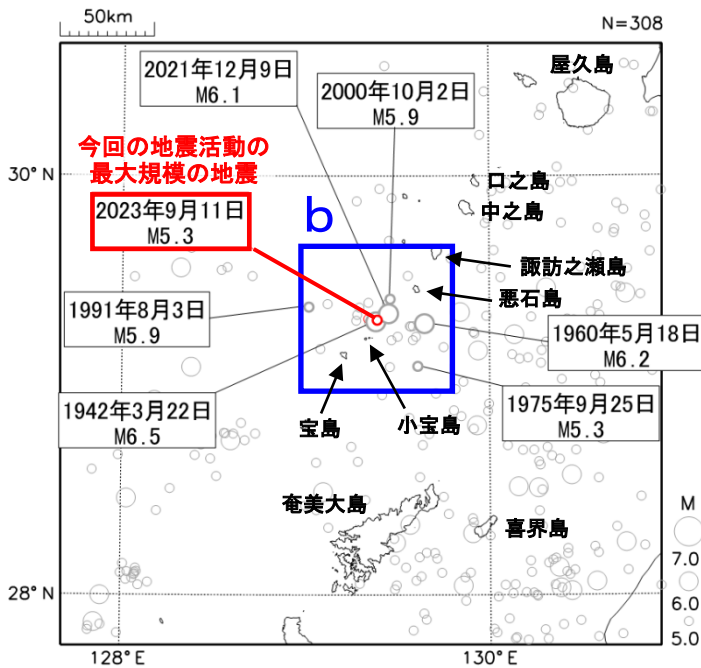 50km
N=308
2021年12月9日
M6.1
2000年10月2日
M5.9
屋久島
今回の地震活動の
最大規模の地震
30°N
口之島
中之島
2023年9月11日
M5.3
b
諏訪之瀬島
悪石島
1991年8月3日
M5.9
1960年5月18日
M6.2
1942年3月22日
M6.5
宝島
小宝島
1975年9月25日
M5.3
奄美大島
喜界島
M
7.0
6.0
5.0
28°N
128°E
130°E